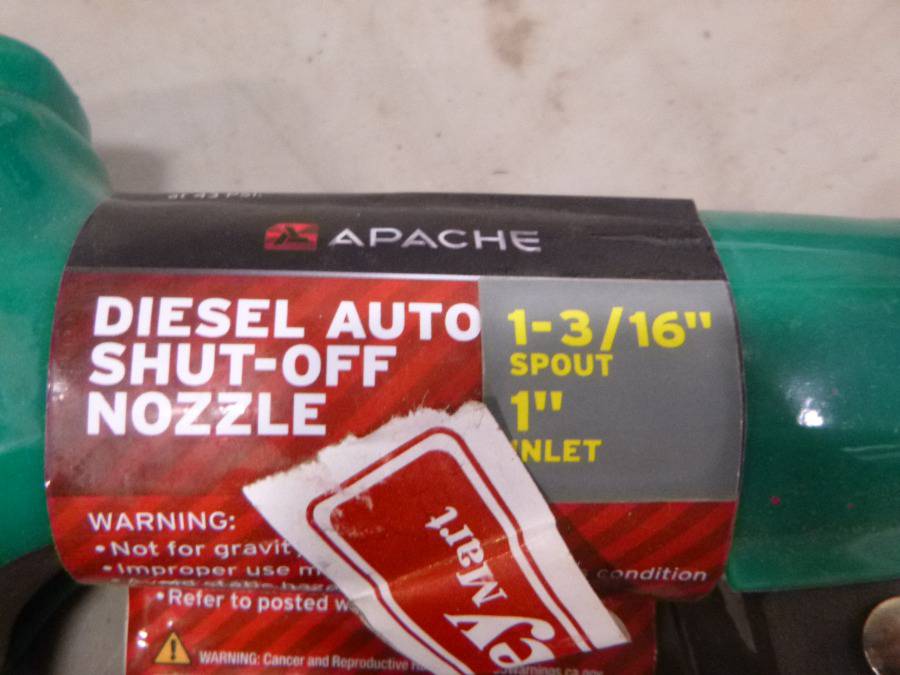 APACHE
DIESEL AUTO
SHUT-OFF
NOZZLE
1-3/16"
SPOUT
1"
INLET
WARNING:
• Not for gravity
• Improper use
condition
• Refer to posted
WARNING: Cancer and Reproductive
Mart